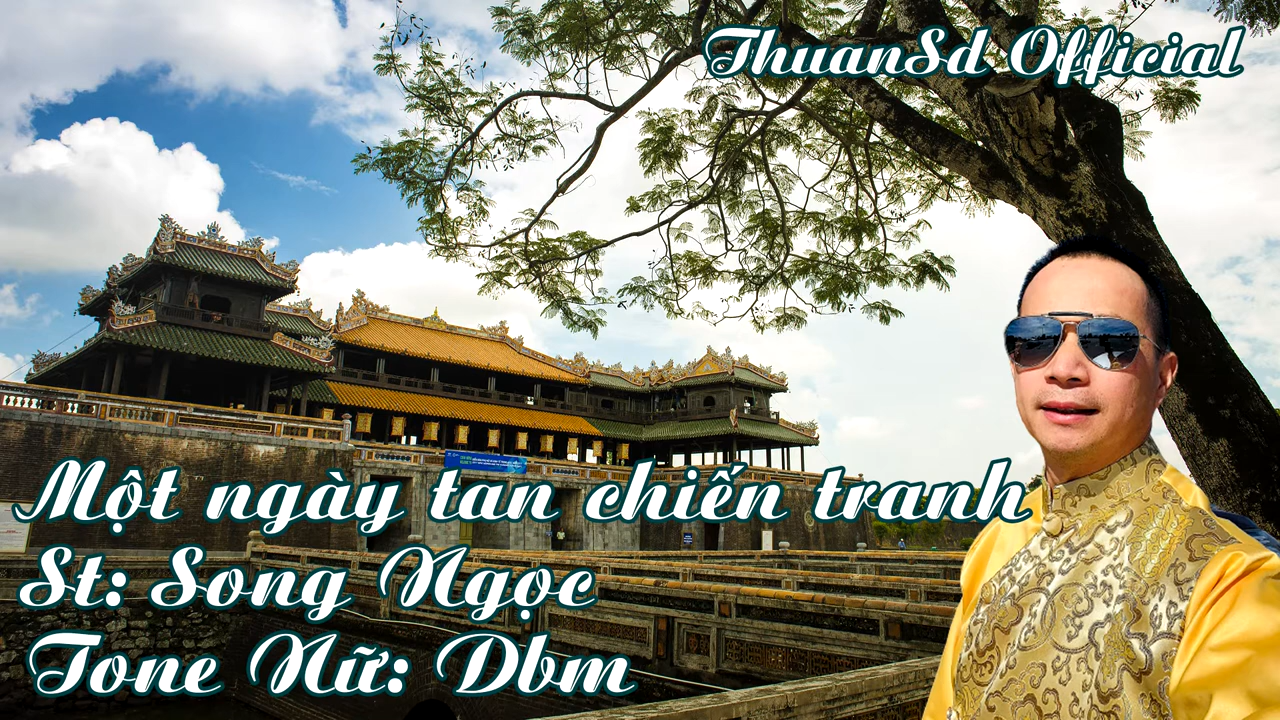 ThuanSd Official
Một ngày tan chiến tranh
St: Song Ngọc
Tone Nữ: Dbm